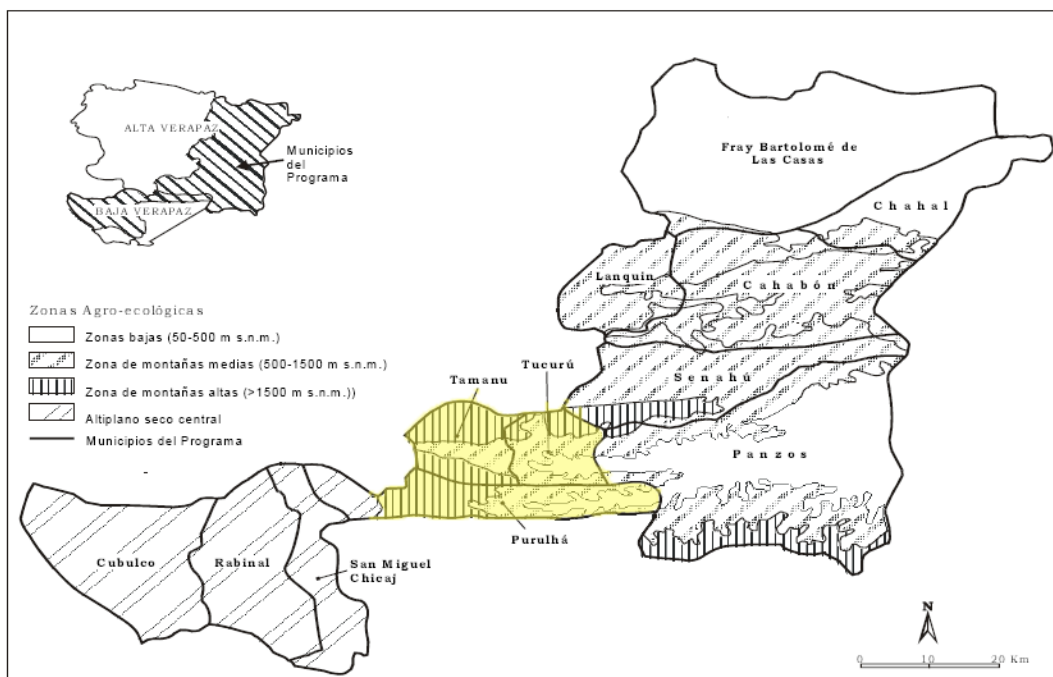 ALTA VERAPAZ
Municipios
del
Programa
BAJA VERAPAZ
Fray Bartolomé de
Las Casas
Chahal
Lanquin
Cahabón
Zonas Agro-ecológicas
Zonas bajas (50-500 m s.n.m.)
Zona de montañas medias (500-1500 m s.n.m.)
Zona de montañas altas (>1500 m s.n.m))
Altiplano seco central
Municipios del Programa
Tucurú
Tamanu
Senahú
Panzos
Purulhá
Cubulco
Rabinal
San Miguel
Chicaj
N
0 10 20 Km